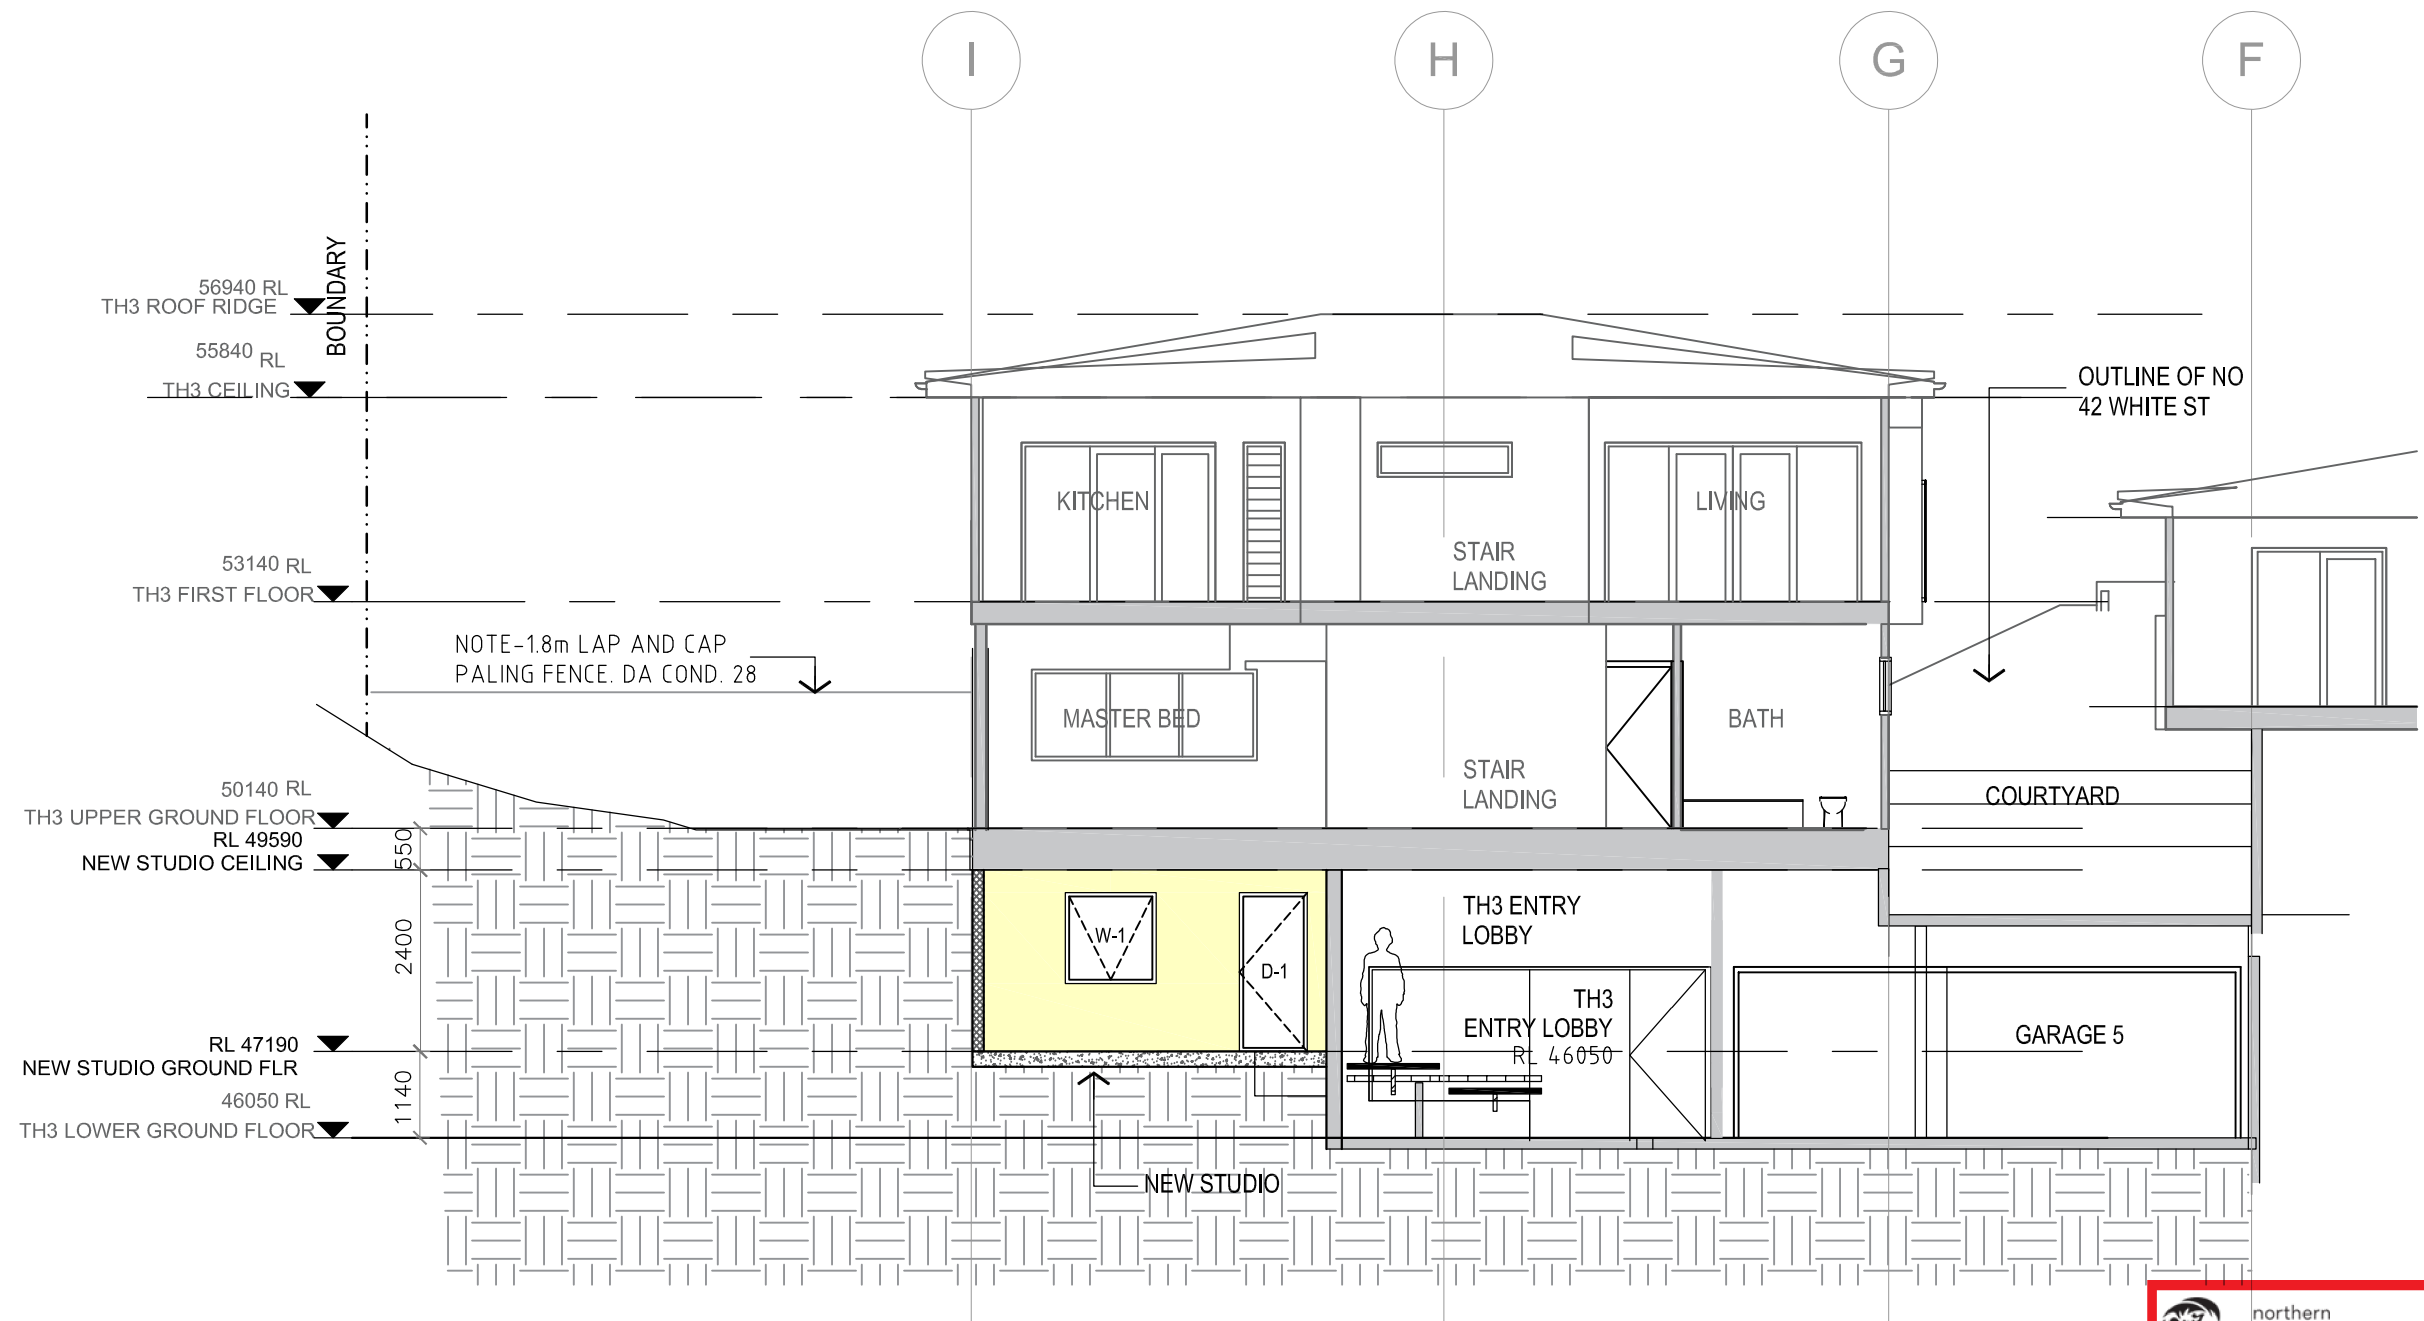 I
H
G
F
BOUNDARY
56940 RL
TH3 ROOF RIDGE
55840 RL
TH3 CEILING
OUTLINE OF NO
42 WHITE ST
KITCHEN
LIVING
STAIR
LANDING
53140 RL
TH3 FIRST FLOOR
NOTE-1.8m LAP AND CAP
PALING FENCE. DA COND. 28
MASTER BED
BATH
STAIR
LANDING
COURTYARD
50140 RL
TH3 UPPER GROUND FLOOR
RL 49590
NEW STUDIO CEILING
550
2400
1140
W-1
D-1
TH3 ENTRY
LOBBY
TH3
ENTRY LOBBY
RL 46050
GARAGE 5
RL 47190
NEW STUDIO GROUND FLR
46050 RL
TH3 LOWER GROUND FLOOR
NEW STUDIO
northern